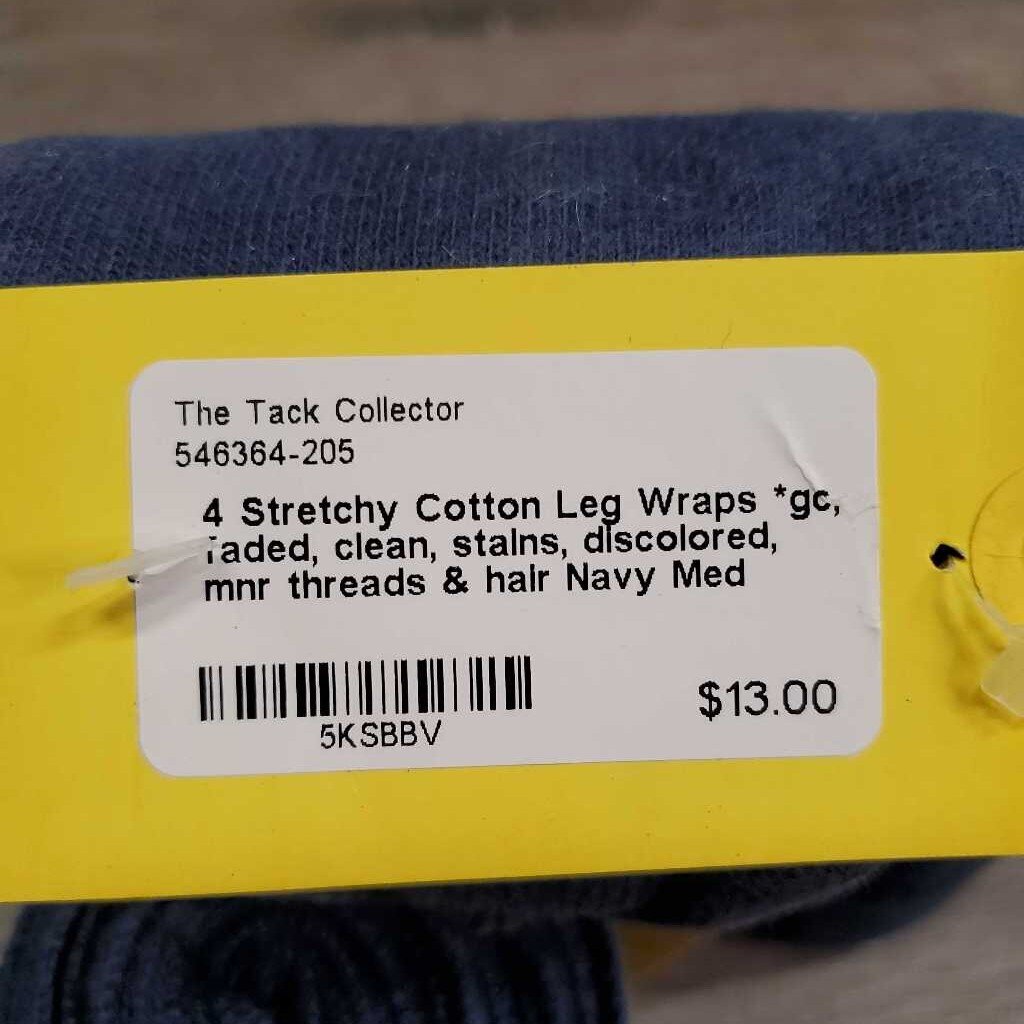 The Tack Collector
546364-205
4 Stretchy Cotton Leg Wraps *gc,
faded, clean, stains, discolored,
mnr threads & hair Navy Med
5KSBBV
$13.00